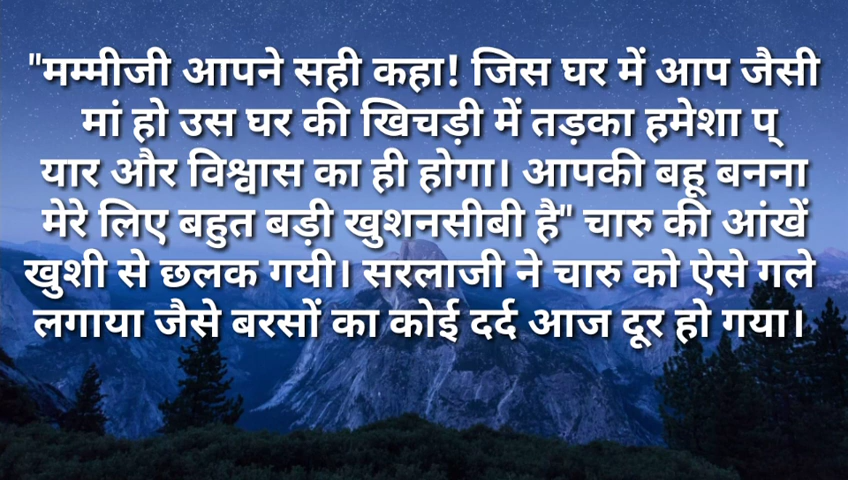 "मम्मीजी आपने सही कहा! जिस घर में आप जैसी
मां हो उस घर की खिचड़ी में तड़का हमेशा प्
यार और विश्वास का ही होगा। आपकी बहू बनना
मेरे लिए बहुत बड़ी खुशनसीबी है" चारु की आंखें
खुशी से छलक गयी। सरलाजी ने चारु को ऐसे गले
लगाया जैसे बरसों का कोई दर्द आज दूर हो गया।